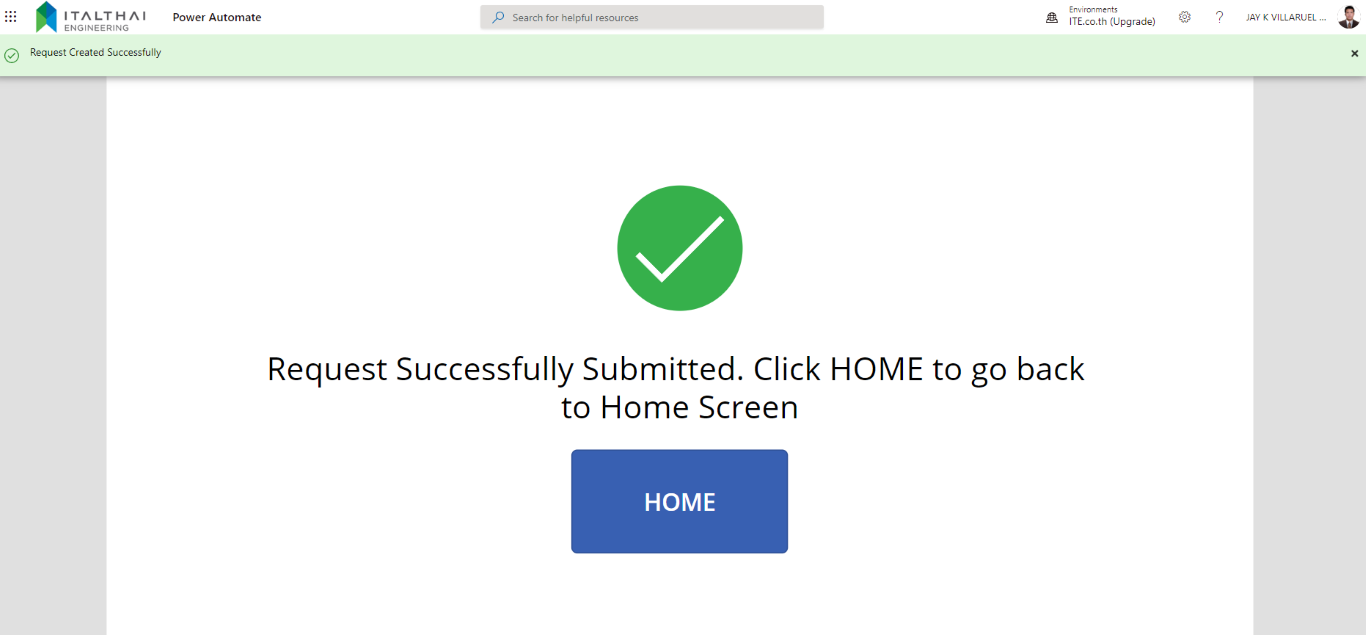 ITALTHAI
ENGINEERING
Power Automate
Search for helpful resources
Environments
ITE.co.th (Upgrade)
?
JAY K VILLARUEL ...
Request Created Successfully
Request Successfully Submitted. Click HOME to go back
to Home Screen
HOME